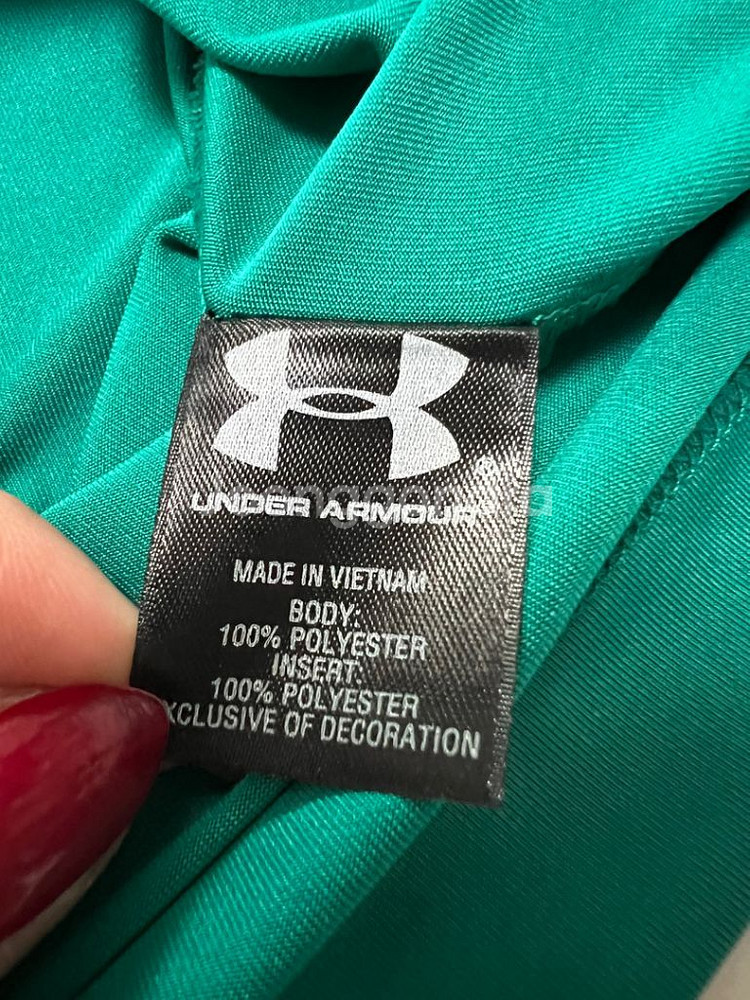 UNDER ARMOUR®
MADE IN VIETNAM
BODY:
100% POLYESTER
INSERT:
100% POLYESTER
XCLUSIVE OF DECORATION